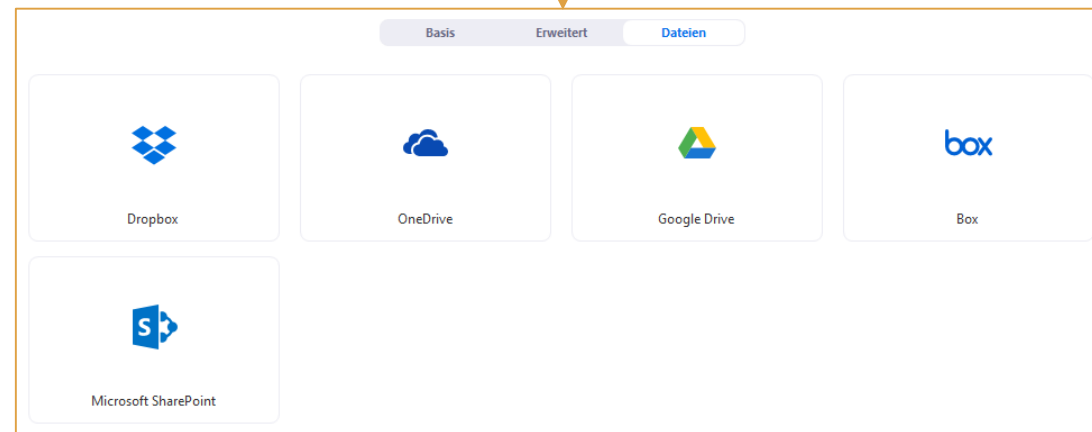 Basis Erweitert Dateien
box
Dropbox OneDrive Google Drive Box
S
Microsoft SharePoint